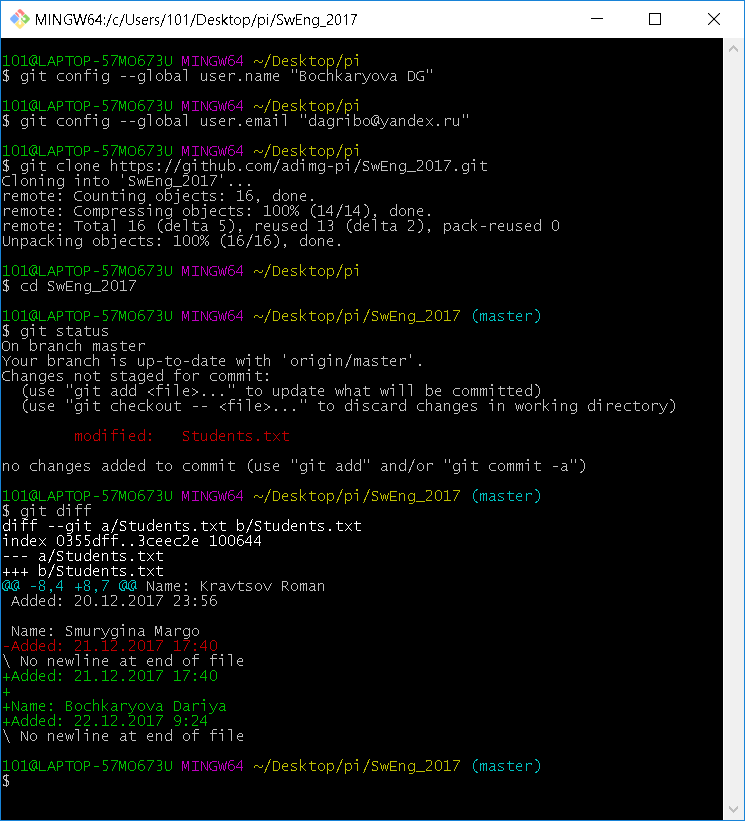 MINGW64:/c/Users/101/Desktop/pi/SwEng_2017
101@LAPTOP-57MO673U MINGW64 ~/Desktop/pi
$ git config --global user.name "Bochkaryova DG"
101@LAPTOP-57MO673U MINGW64 ~/Desktop/pi
$ git config --global user.email "dagribo@yandex.ru"
101@LAPTOP-57MO673U MINGW64 ~/Desktop/pi
$ git clone https://github.com/adimg-pi/SwEng_2017.git
Cloning into 'SwEng_2017'...
remote: Counting objects: 16, done.
remote: Compressing objects: 100% (14/14), done.
remote: Total 16 (delta 5), reused 13 (delta 2), pack-reused 0
Unpacking objects: 100% (16/16), done.
101@LAPTOP-57MO673U MINGW64 ~/Desktop/pi
$ cd SwEng_2017
101@LAPTOP-57MO673U MINGW64 ~/Desktop/pi/SwEng_2017 (master)
$ git status
On branch master
Your branch is up-to-date with 'origin/master'.
Changes not staged for commit:
  (use "git add <file>..." to update what will be committed)
  (use "git checkout -- <file>..." to discard changes in working directory)
        modified:   Students.txt
no changes added to commit (use "git add" and/or "git commit -a")
101@LAPTOP-57MO673U MINGW64 ~/Desktop/pi/SwEng_2017 (master)
$ git diff
diff --git a/Students.txt b/Students.txt
index 0355dff..3ceec2e 100644
--- a/Students.txt
+++ b/Students.txt
@@ -8,4 +8,7 @@ Name: Kravtsov Roman
 Added: 20.12.2017 23:56
 Name: Smurygina Margo
-Added: 21.12.2017 17:40
\ No newline at end of file
+Added: 21.12.2017 17:40
+
+Name: Bochkaryova Dariya
+Added: 22.12.2017 9:24
\ No newline at end of file
101@LAPTOP-57MO673U MINGW64 ~/Desktop/pi/SwEng_2017 (master)
$